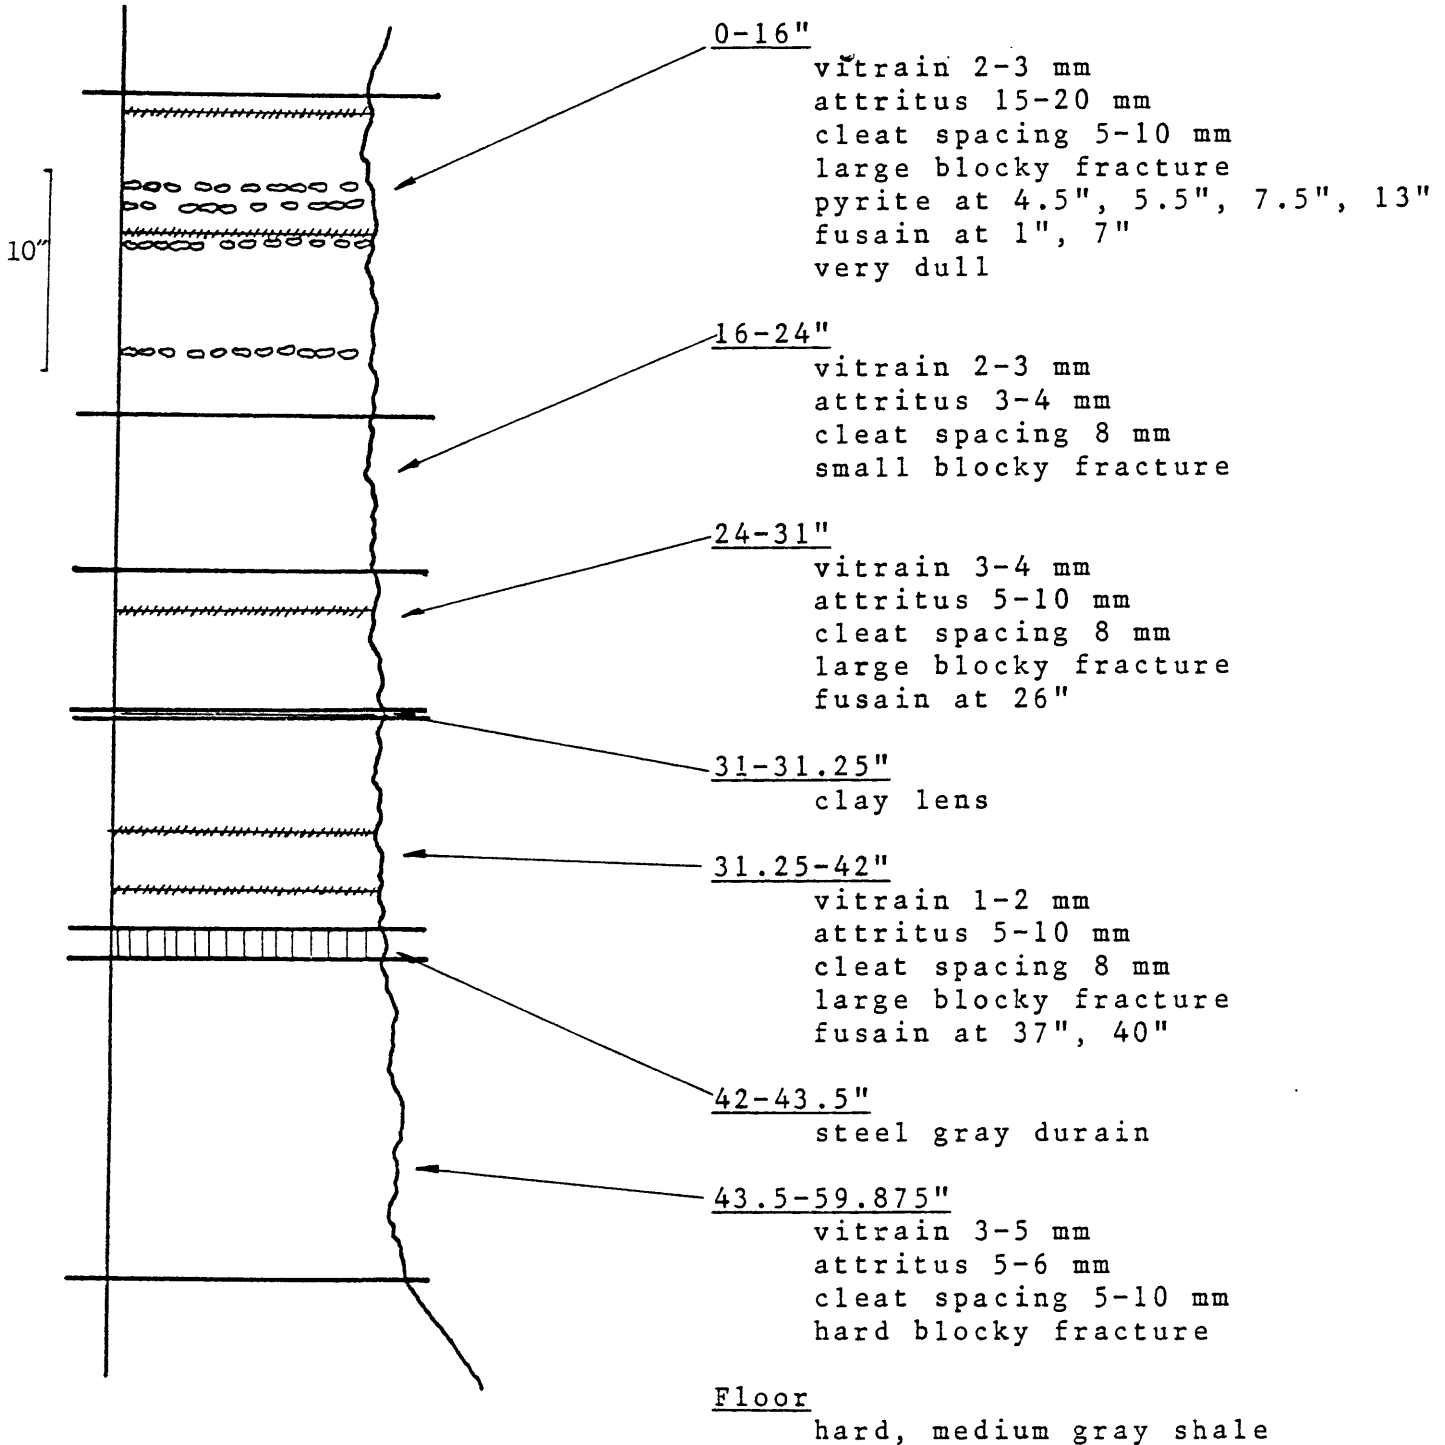 0-16"
vitrain 2-3 mm
attritus 15-20 mm
cleat spacing 5-10 mm
large blocky fracture
pyrite at 4.5", 5.5", 7.5", 13"
fusain at 1", 7"
very dull
10"
16-24"
vitrain 2-3 mm
attritus 3-4 mm
cleat spacing 8 mm
small blocky fracture
24-31"
vitrain 3-4 mm
attritus 5-10 mm
cleat spacing 8 mm
large blocky fracture
fusain at 26"
31-31.25"
clay lens
31.25-42"
vitrain 1-2 mm
attritus 5-10 mm
cleat spacing 8 mm
large blocky fracture
fusain at 37", 40"
42-43.5"
steel gray durain
43.5-59.875"
vitrain 3-5 mm
attritus 5-6 mm
cleat spacing 5-10 mm
hard blocky fracture
Floor
hard, medium gray shale